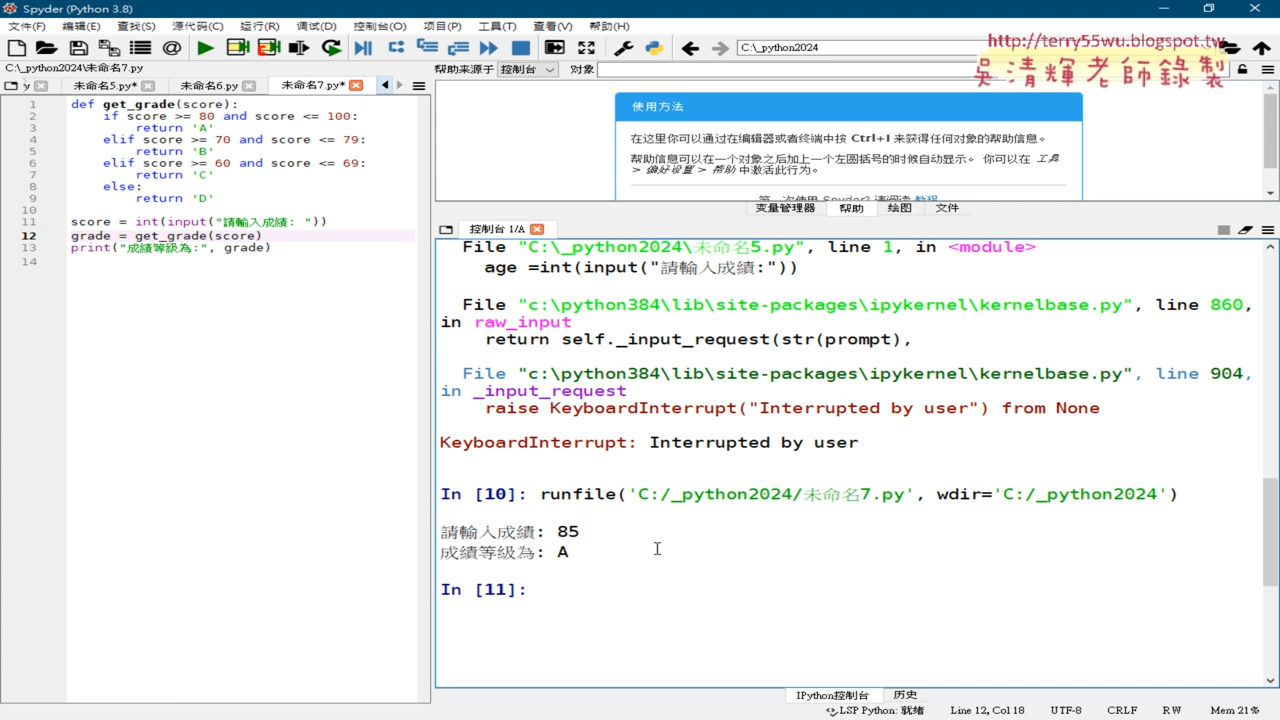 Spyder (Python 3.8)
文件(F) 编辑(E) 查找(S) 源代码(C) 运行(R) 调试(D) 控制台(O) 项目(P) 工具(T) 查看(V) 帮助(H)
C:\_python2024
http://terry55wu.blogspot.tw
吳清輝老師錄製
C:\_python2024\未命名7.py
帮助来源于 控制台 对象
y 未命名5.py* 未命名6.py 未命名7.py*
1 def get_grade(score):
2     if score >= 80 and score <= 100:
3         return 'A'
4     elif score >= 70 and score <= 79:
5         return 'B'
6     elif score >= 60 and score <= 69:
7         return 'C'
8     else:
9         return 'D'
10
11 score = int(input("請輸入成績: "))
12 grade = get_grade(score)
13 print("成績等級為:", grade)
14
使用方法
在这里你可以通过在编辑器或者终端中按 Ctrl+I 来获得任何对象的帮助信息。
帮助信息可以在一个对象之后加上一个左圆括号的时候自动显示。 你可以在 工具
> 偏好设置 > 帮助 中激活此行为。
第一次使用 Spyder? 请阅读 教程
变量管理器 帮助 绘图 文件
控制台 1/A
File "C:\_python2024\未命名5.py", line 1, in <module>
age =int(input("請輸入成績:"))
File "c:\python384\lib\site-packages\ipykernel\kernelbase.py", line 860,
in raw_input
return self._input_request(str(prompt),
File "c:\python384\lib\site-packages\ipykernel\kernelbase.py", line 904,
in _input_request
raise KeyboardInterrupt("Interrupted by user") from None
KeyboardInterrupt: Interrupted by user
In [10]: runfile('C:/_python2024/未命名7.py', wdir='C:/_python2024')
請輸入成績: 85
成績等級為: A
In [11]:
IPython控制台 历史
LSP Python: 就绪 Line 12, Col 18 UTF-8 CRLF RW Mem 21%